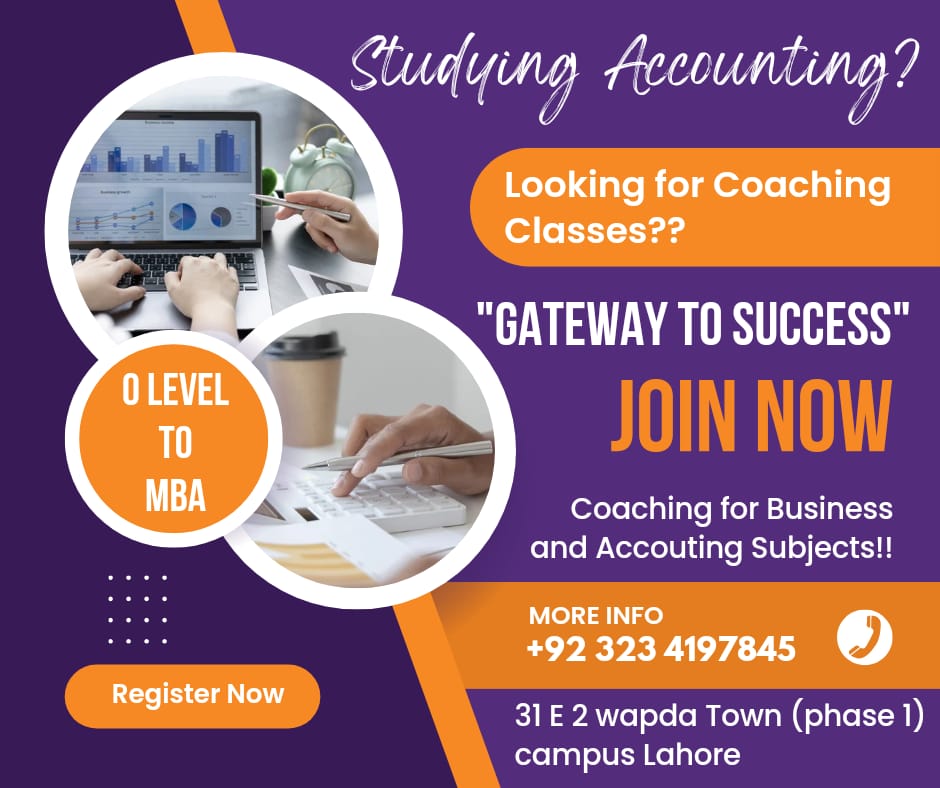 Studying Accounting?
Looking for Coaching
Classes??
"GATEWAY TO SUCCESS"
JOIN NOW
O LEVEL
TO
MBA
Coaching for Business
and Accouting Subjects!!
MORE INFO
+92 323 4197845
Register Now
31 E 2 wapda Town (phase 1)
campus Lahore